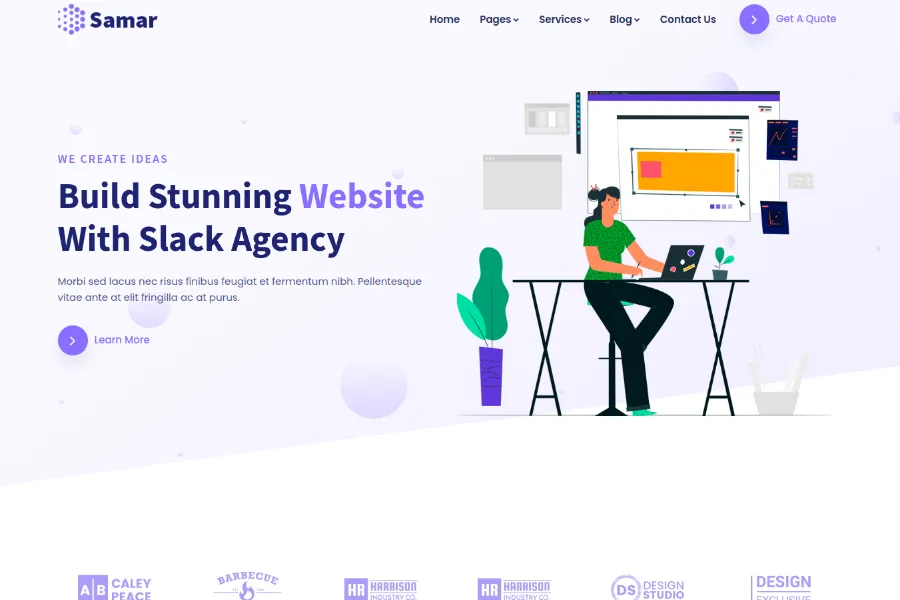 Samar
Home Pages Services Blog Contact Us Get A Quote
WE CREATE IDEAS
Build Stunning Website
With Slack Agency
Morbi sed lacus nec risus finibus feugiat et fermentum nibh. Pellentesque
vitae ante at elit fringilla ac at purus.
Learn More
AB CALEY
PEACE
BARBECUE
HR HARRISON
INDUSTRY CO.
HR HARRISON
INDUSTRY CO.
DS DESIGN
STUDIO
DESIGN
EXCLUSIVE